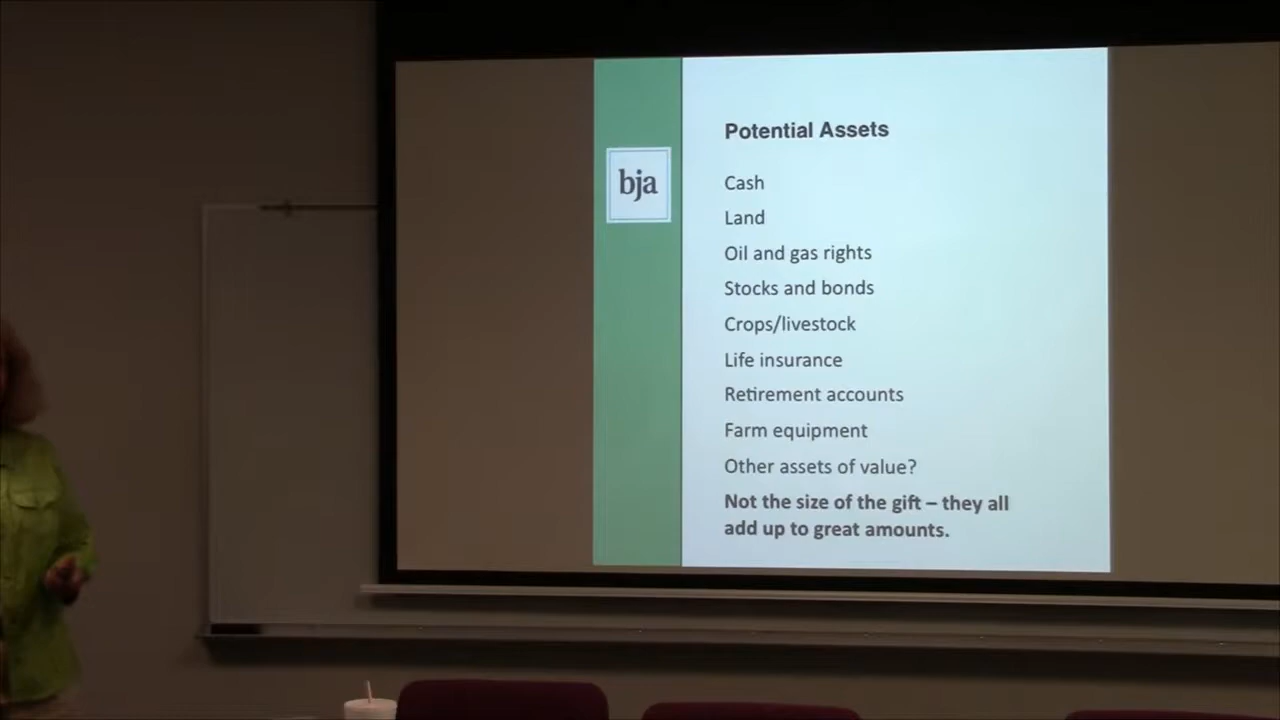 bja
Potential Assets
Cash
Land
Oil and gas rights
Stocks and bonds
Crops/livestock
Life insurance
Retirement accounts
Farm equipment
Other assets of value?
Not the size of the gift – they all
add up to great amounts.